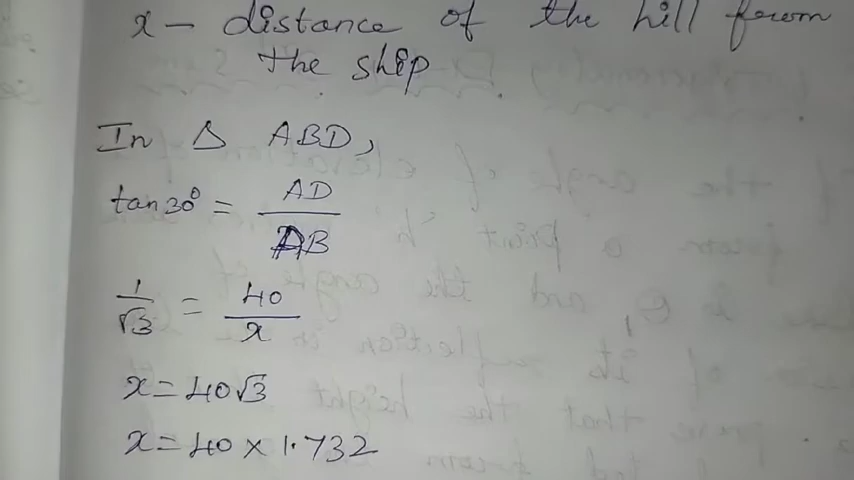 x - distance of the hill from
the ship
In Δ ABD,
tan 30° = AD / AB
1/√3 = 40/x
x = 40√3
x = 40 × 1.732